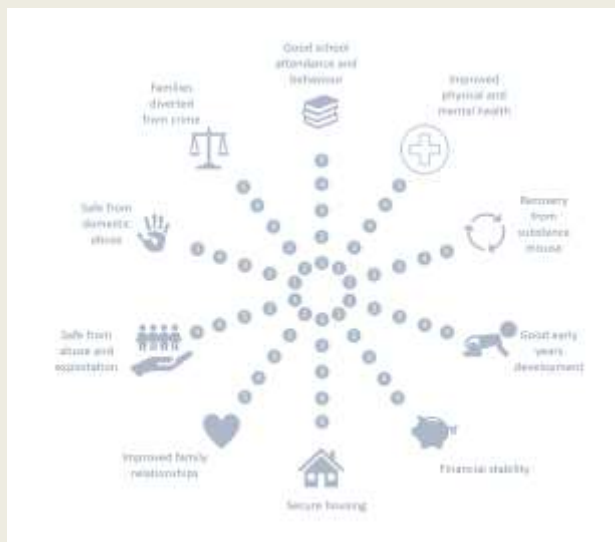 Good school
attendance and
behaviour
Improved
physical and
mental health
Recovery
from
substance
misuse
Good early
years
development
Financial stability
Secure housing
Improved family
relationships
Safe from
abuse and
exploitation
Safe from
domestic
abuse
Families
diverted
from crime